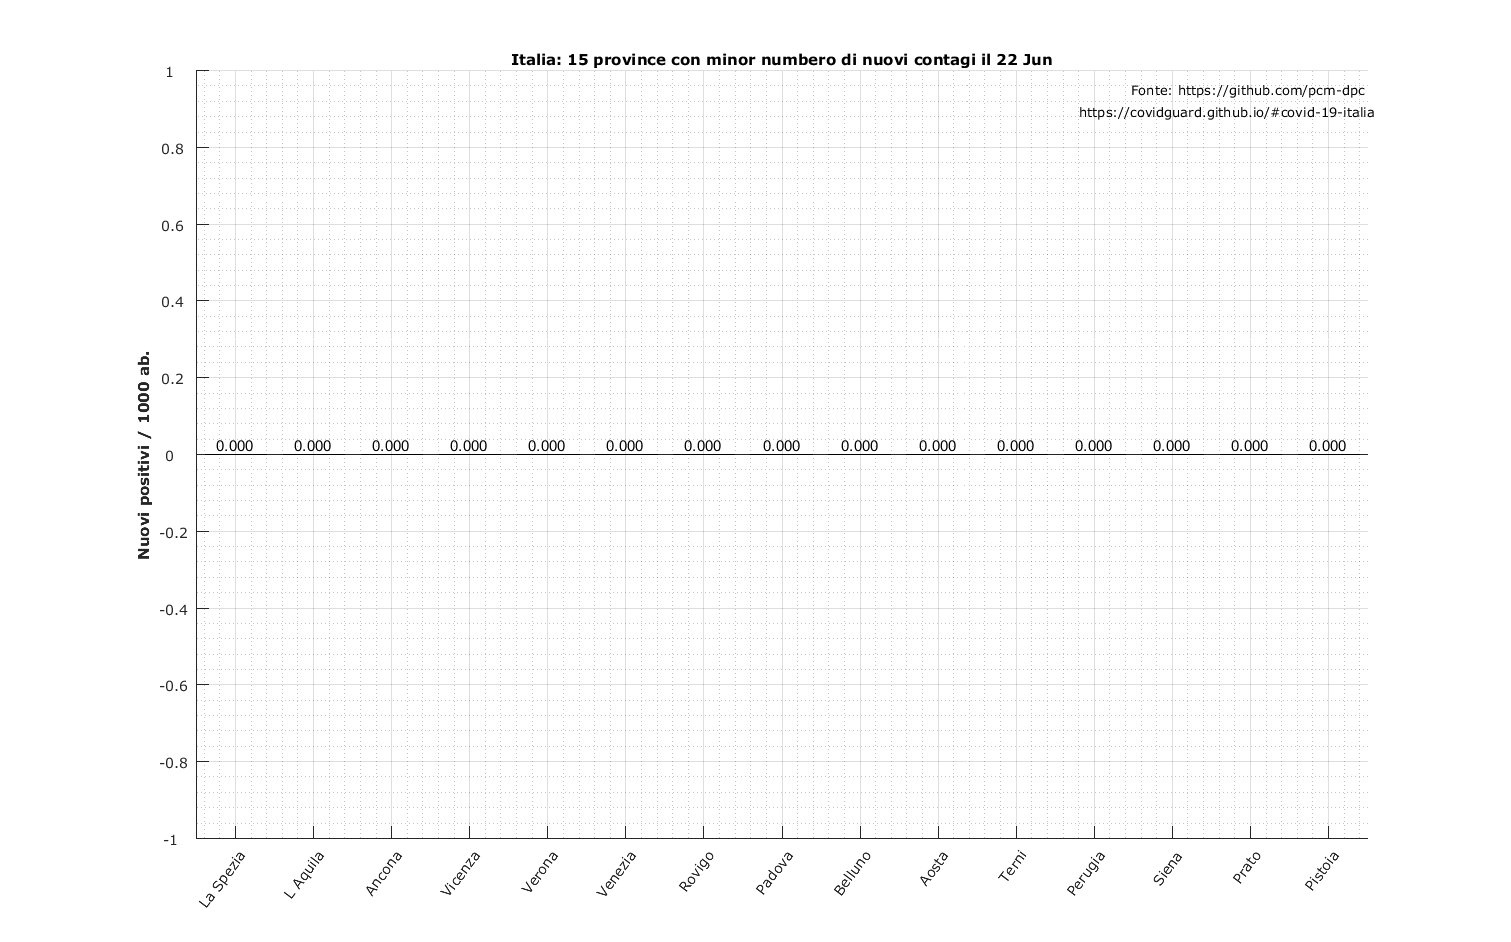 Italia: 15 province con minor numbero di nuovi contagi il 22 Jun
Fonte: https://github.com/pcm-dpc
https://covidguard.github.io/#covid-19-italia
Nuovi positivi / 1000 ab.
1
0.8
0.6
0.4
0.2
0
-0.2
-0.4
-0.6
-0.8
-1
0.000 0.000 0.000 0.000 0.000 0.000 0.000 0.000 0.000 0.000 0.000 0.000 0.000 0.000 0.000
La Spezia
L Aquila
Ancona
Vicenza
Verona
Venezia
Rovigo
Padova
Belluno
Aosta
Terni
Perugia
Siena
Prato
Pistoia